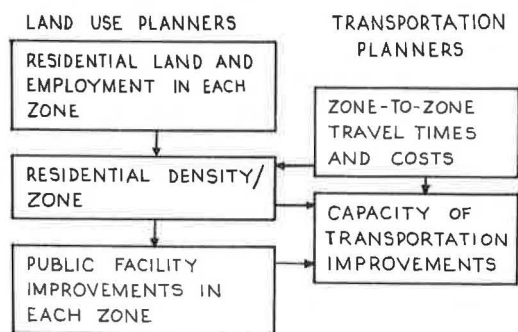 LAND USE PLANNERS
RESIDENTIAL LAND AND
EMPLOYMENT IN EACH
ZONE
RESIDENTIAL DENSITY/
ZONE
PUBLIC FACILITY
IMPROVEMENTS IN
EACH ZONE
TRANSPORTATION
PLANNERS
ZONE-TO-ZONE
TRAVEL TIMES
AND COSTS
CAPACITY OF
TRANSPORTATION
IMPROVEMENTS